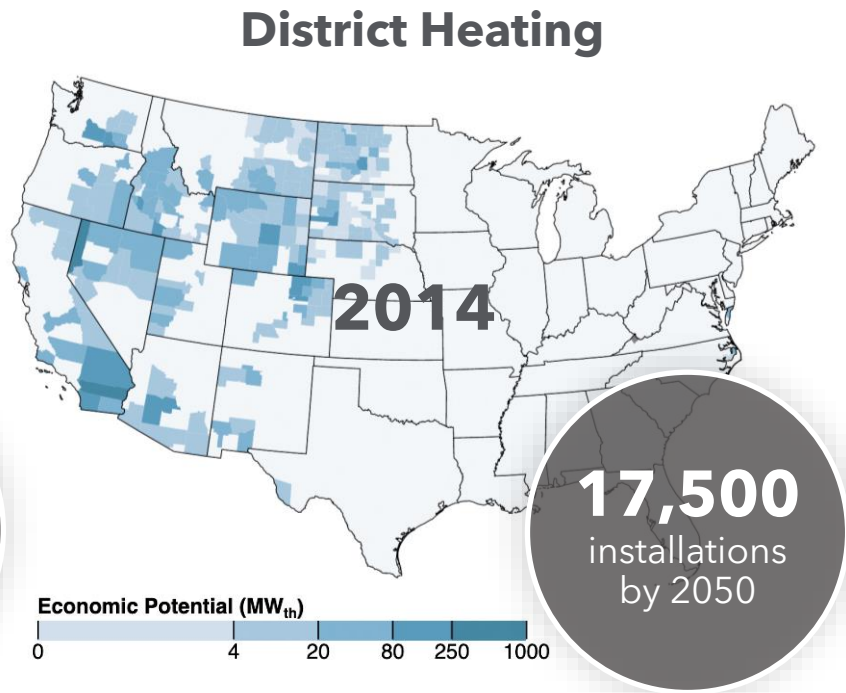 District Heating
2014
17,500
installations
by 2050
Economic Potential (MWth)
0 4 20 80 250 1000